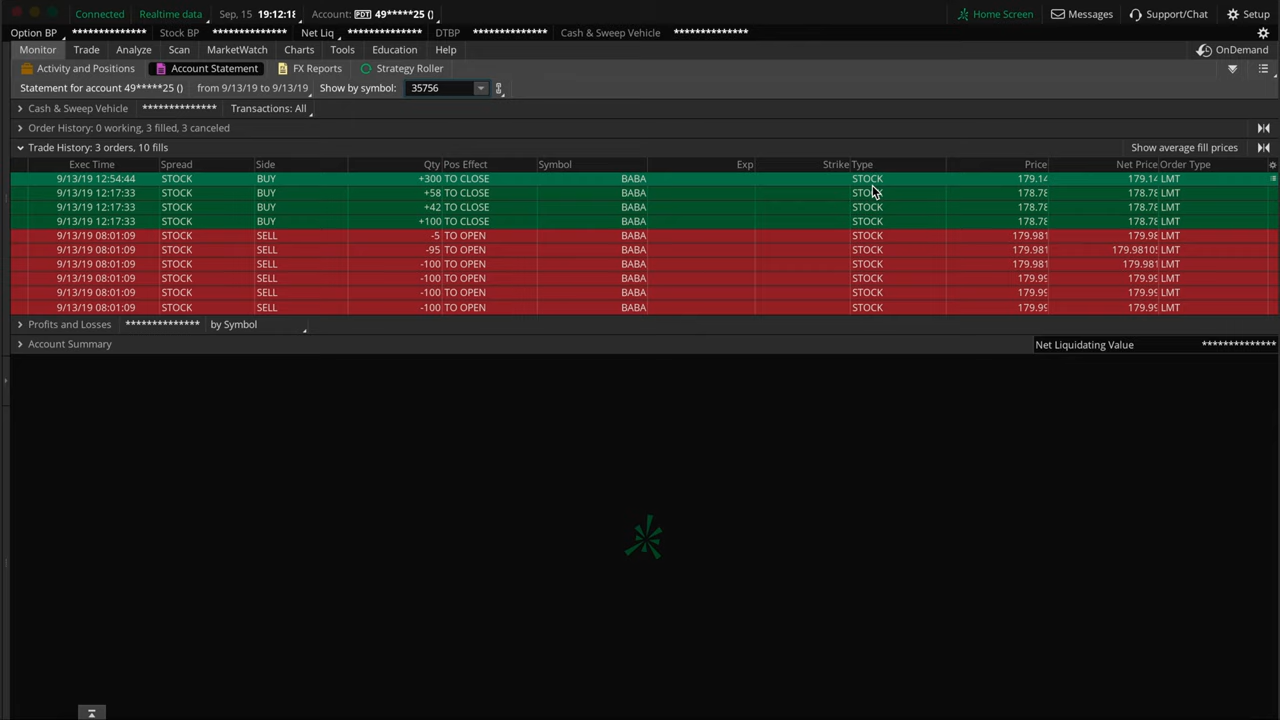 Connected Realtime data Sep, 15 19:12:18 Account: PDT 49*****25 () Home Screen Messages Support/Chat Setup
Option BP ************** Stock BP ************** Net Liq ************** DTBP ************** Cash & Sweep Vehicle **************
Monitor Trade Analyze Scan MarketWatch Charts Tools Education Help OnDemand
Activity and Positions Account Statement FX Reports Strategy Roller
Statement for account 49*****25 () from 9/13/19 to 9/13/19 Show by symbol: 35756
Cash & Sweep Vehicle ************** Transactions: All
Order History: 0 working, 3 filled, 3 canceled
Trade History: 3 orders, 10 fills Show average fill prices
Exec Time Spread Side Qty Pos Effect Symbol Exp Strike Type Price Net Price Order Type
9/13/19 12:54:44 STOCK BUY +300 TO CLOSE BABA STOCK 179.14 179.14 LMT
9/13/19 12:17:33 STOCK BUY +58 TO CLOSE BABA STOCK 178.78 178.78 LMT
9/13/19 12:17:33 STOCK BUY +42 TO CLOSE BABA STOCK 178.78 178.78 LMT
9/13/19 12:17:33 STOCK BUY +100 TO CLOSE BABA STOCK 178.78 178.78 LMT
9/13/19 08:01:09 STOCK SELL -5 TO OPEN BABA STOCK 179.981 179.98 LMT
9/13/19 08:01:09 STOCK SELL -95 TO OPEN BABA STOCK 179.981 179.98105 LMT
9/13/19 08:01:09 STOCK SELL -100 TO OPEN BABA STOCK 179.981 179.981 LMT
9/13/19 08:01:09 STOCK SELL -100 TO OPEN BABA STOCK 179.99 179.99 LMT
9/13/19 08:01:09 STOCK SELL -100 TO OPEN BABA STOCK 179.99 179.99 LMT
9/13/19 08:01:09 STOCK SELL -100 TO OPEN BABA STOCK 179.99 179.99 LMT
Profits and Losses ************** by Symbol
Account Summary Net Liquidating Value **************